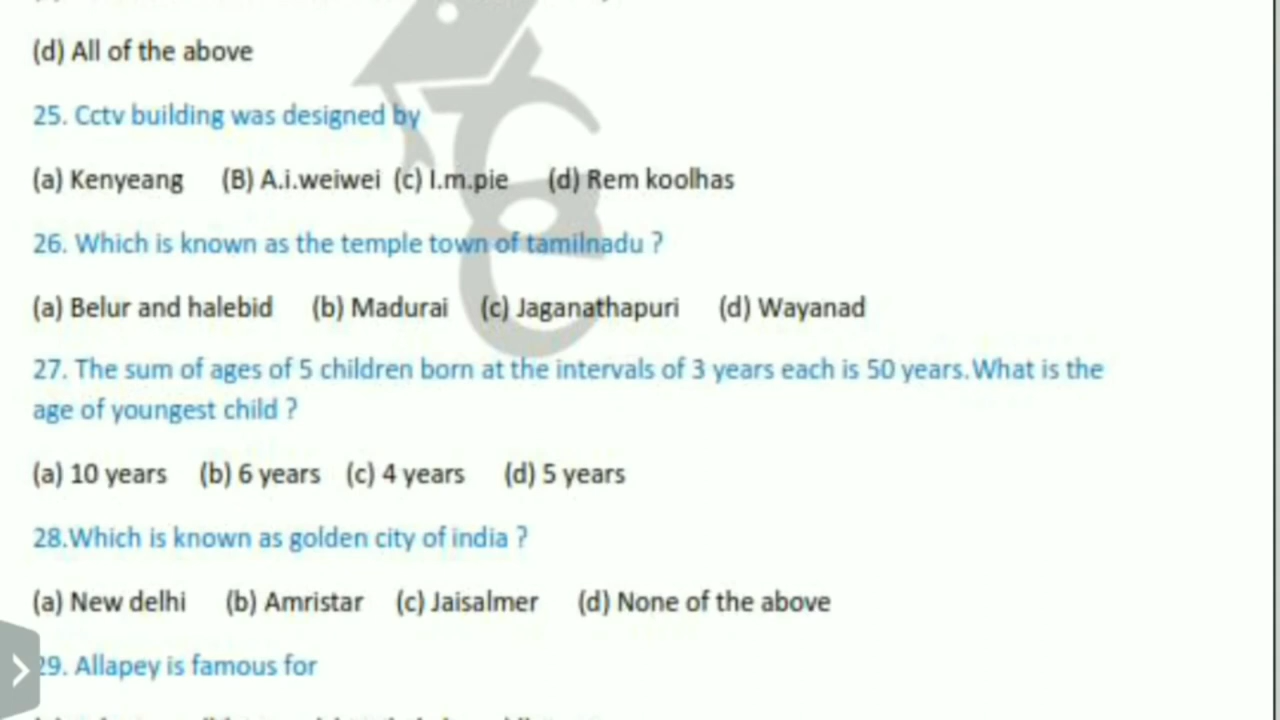 (d) All of the above
25. Cctv building was designed by
(a) Kenyeang (B) A.i.weiwei (c) I.m.pie (d) Rem koolhas
26. Which is known as the temple town of tamilnadu ?
(a) Belur and halebid (b) Madurai (c) Jaganathapuri (d) Wayanad
27. The sum of ages of 5 children born at the intervals of 3 years each is 50 years.What is the
age of youngest child ?
(a) 10 years (b) 6 years (c) 4 years (d) 5 years
28.Which is known as golden city of india ?
(a) New delhi (b) Amristar (c) Jaisalmer (d) None of the above
29. Allapey is famous for